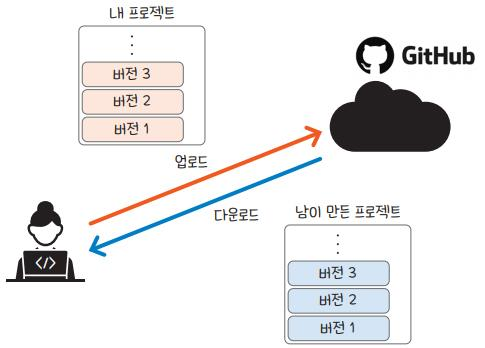 내 프로젝트
⋮
버전 3
버전 2
버전 1
GitHub
업로드
다운로드
남이 만든 프로젝트
⋮
버전 3
버전 2
버전 1
</>